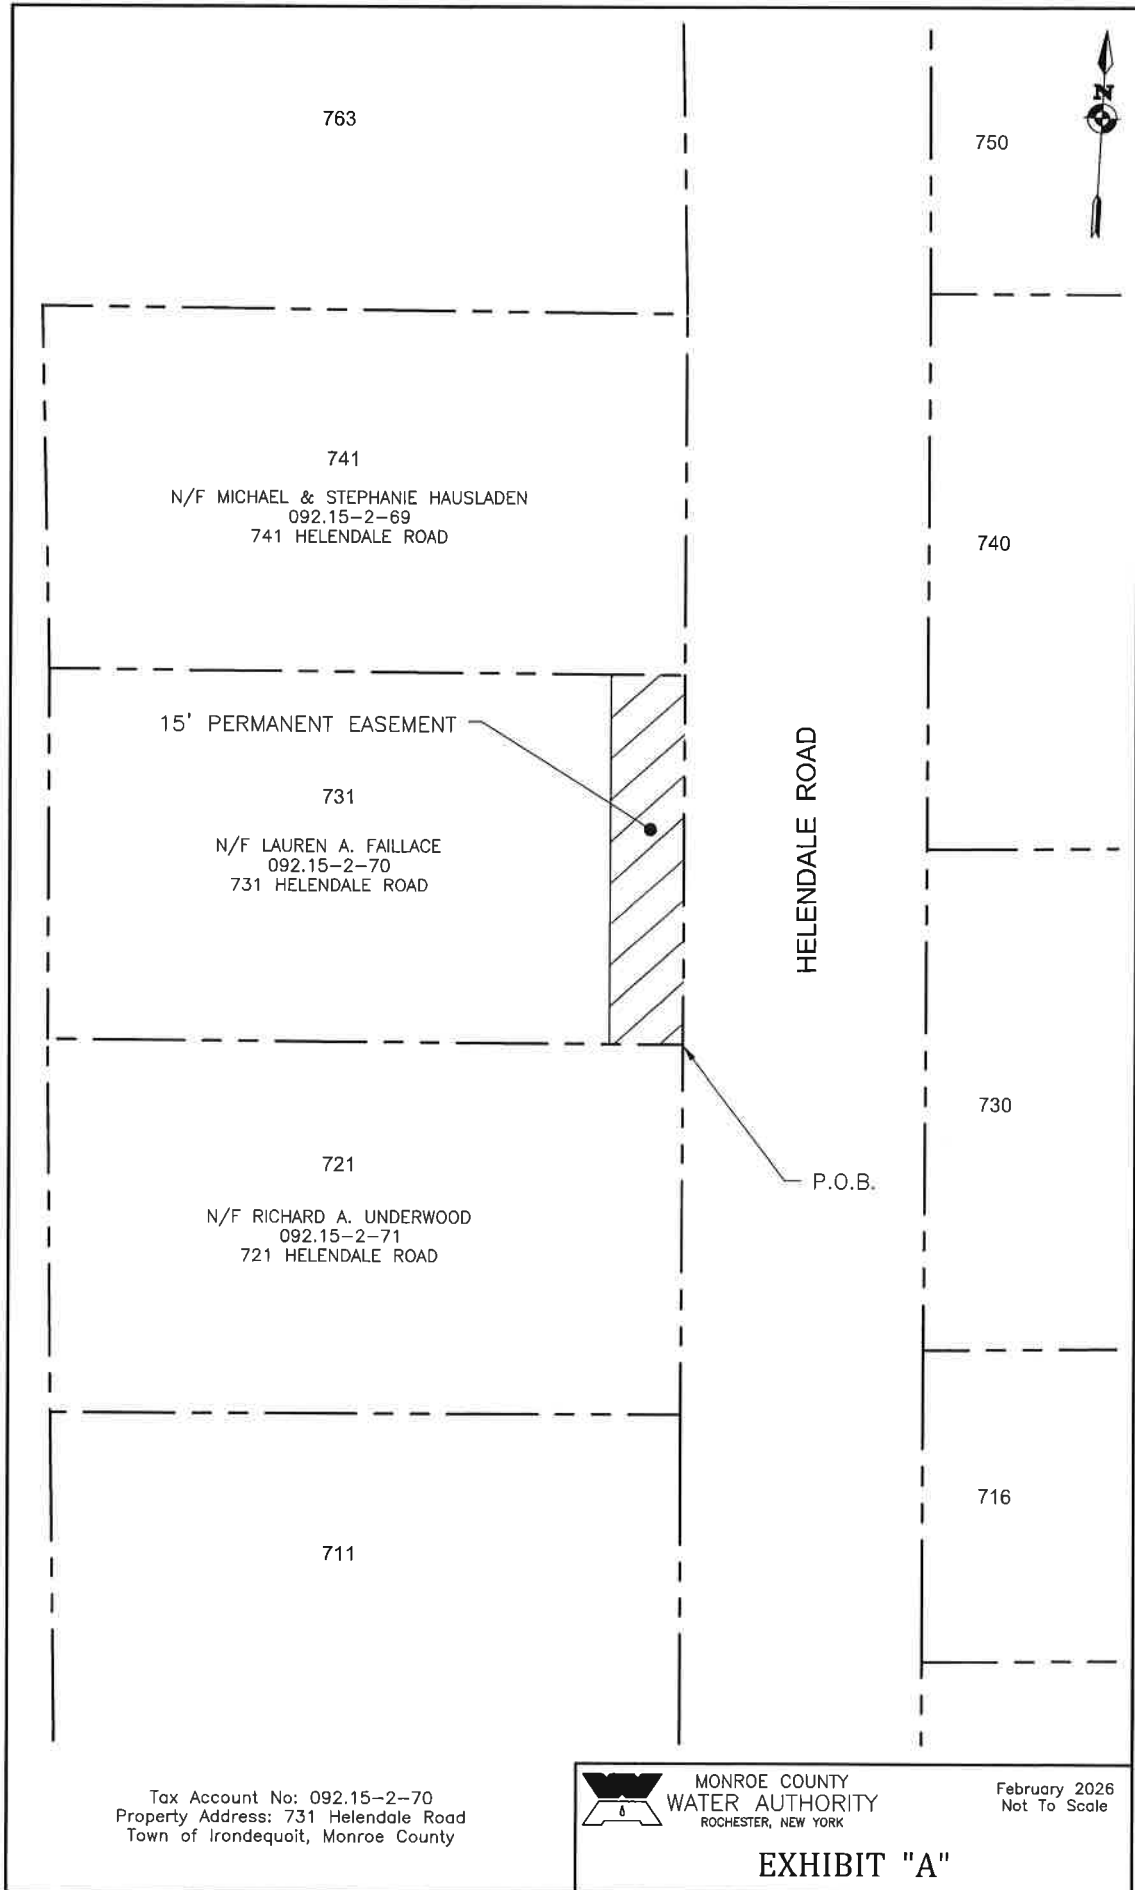 763
750
N
741
N/F MICHAEL & STEPHANIE HAUSLADEN
092.15-2-69
741 HELENDALE ROAD
740
15' PERMANENT EASEMENT
731
N/F LAUREN A. FAILLACE
092.15-2-70
731 HELENDALE ROAD
HELENDALE ROAD
730
P.O.B.
721
N/F RICHARD A. UNDERWOOD
092.15-2-71
721 HELENDALE ROAD
716
711
Tax Account No: 092.15-2-70
Property Address: 731 Helendale Road
Town of Irondequoit, Monroe County
MONROE COUNTY
WATER AUTHORITY
ROCHESTER, NEW YORK
February 2026
Not To Scale
EXHIBIT "A"